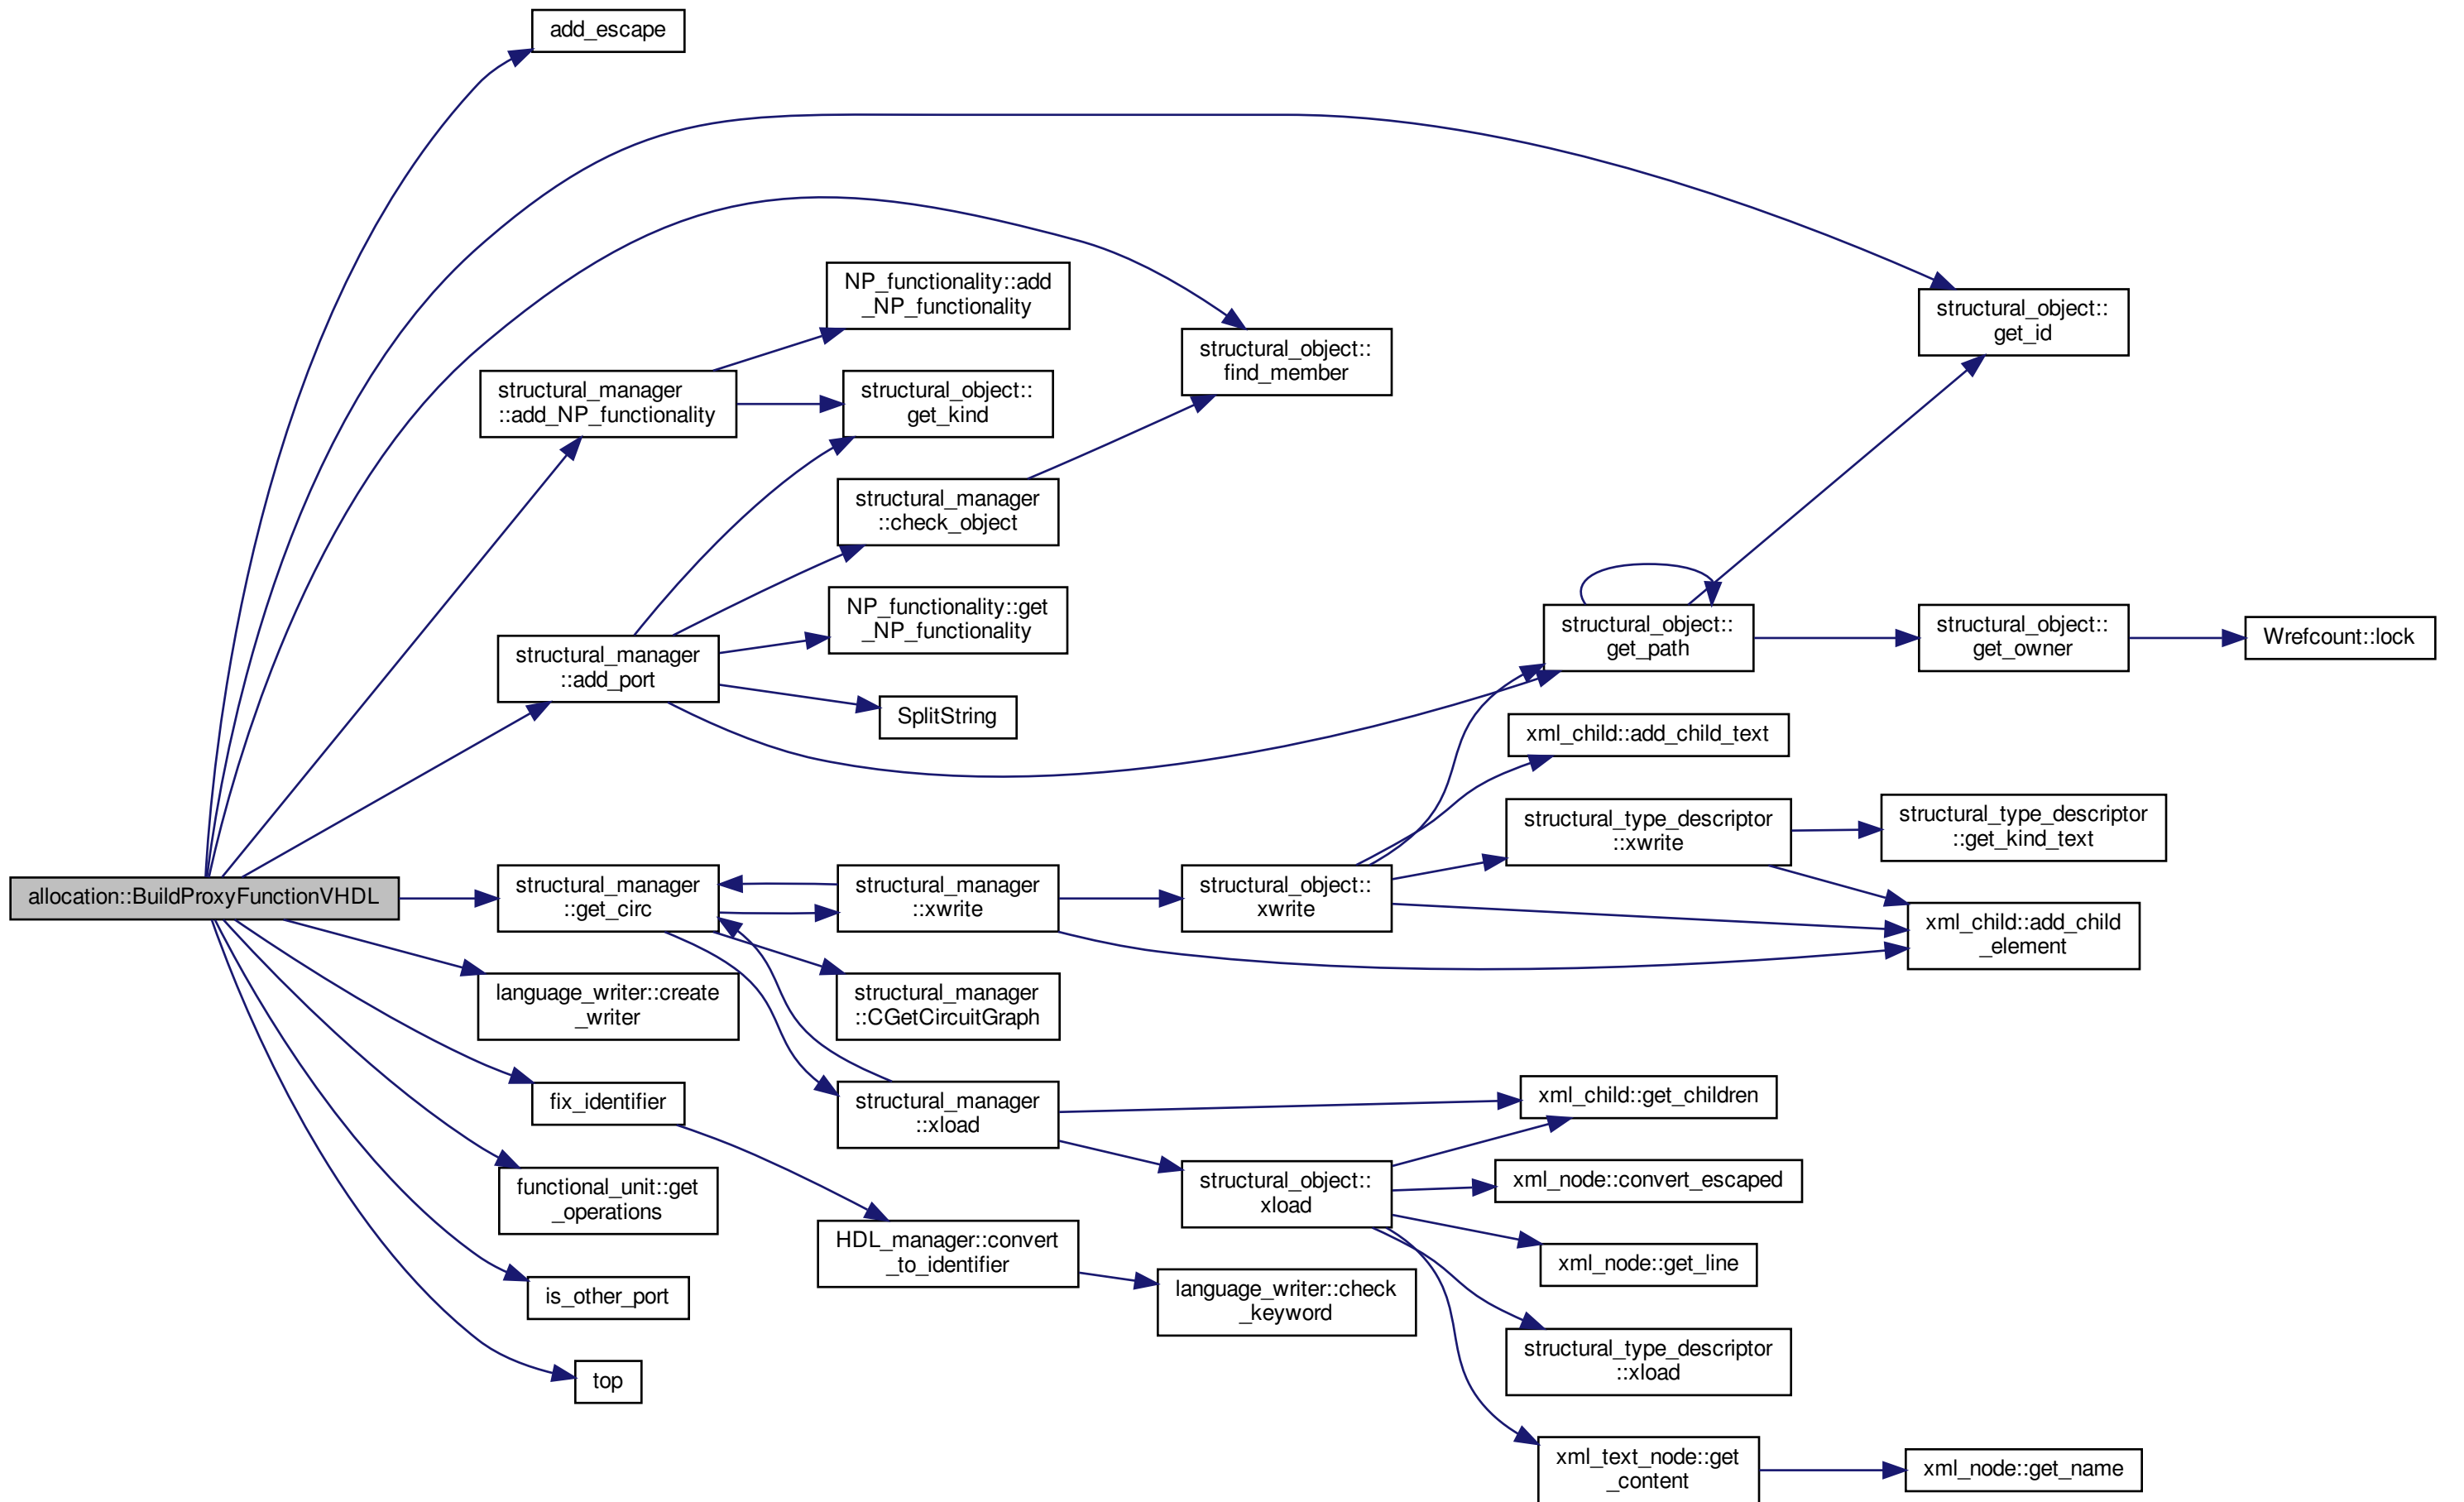 add_escape
NP_functionality::add
_NP_functionality
structural_object::
get_id
structural_object::
find_member
structural_manager
::add_NP_functionality
structural_object::
get_kind
structural_manager
::check_object
NP_functionality::get
_NP_functionality
structural_manager
::add_port
structural_object::
get_path
structural_object::
get_owner
Wrefcount::lock
SplitString
xml_child::add_child_text
structural_type_descriptor
::xwrite
structural_type_descriptor
::get_kind_text
allocation::BuildProxyFunctionVHDL
structural_manager
::get_circ
structural_manager
::xwrite
structural_object::
xwrite
xml_child::add_child
_element
language_writer::create
_writer
structural_manager
::CGetCircuitGraph
fix_identifier
structural_manager
::xload
xml_child::get_children
functional_unit::get
_operations
structural_object::
xload
xml_node::convert_escaped
HDL_manager::convert
_to_identifier
xml_node::get_line
is_other_port
language_writer::check
_keyword
structural_type_descriptor
::xload
top
xml_text_node::get
_content
xml_node::get_name